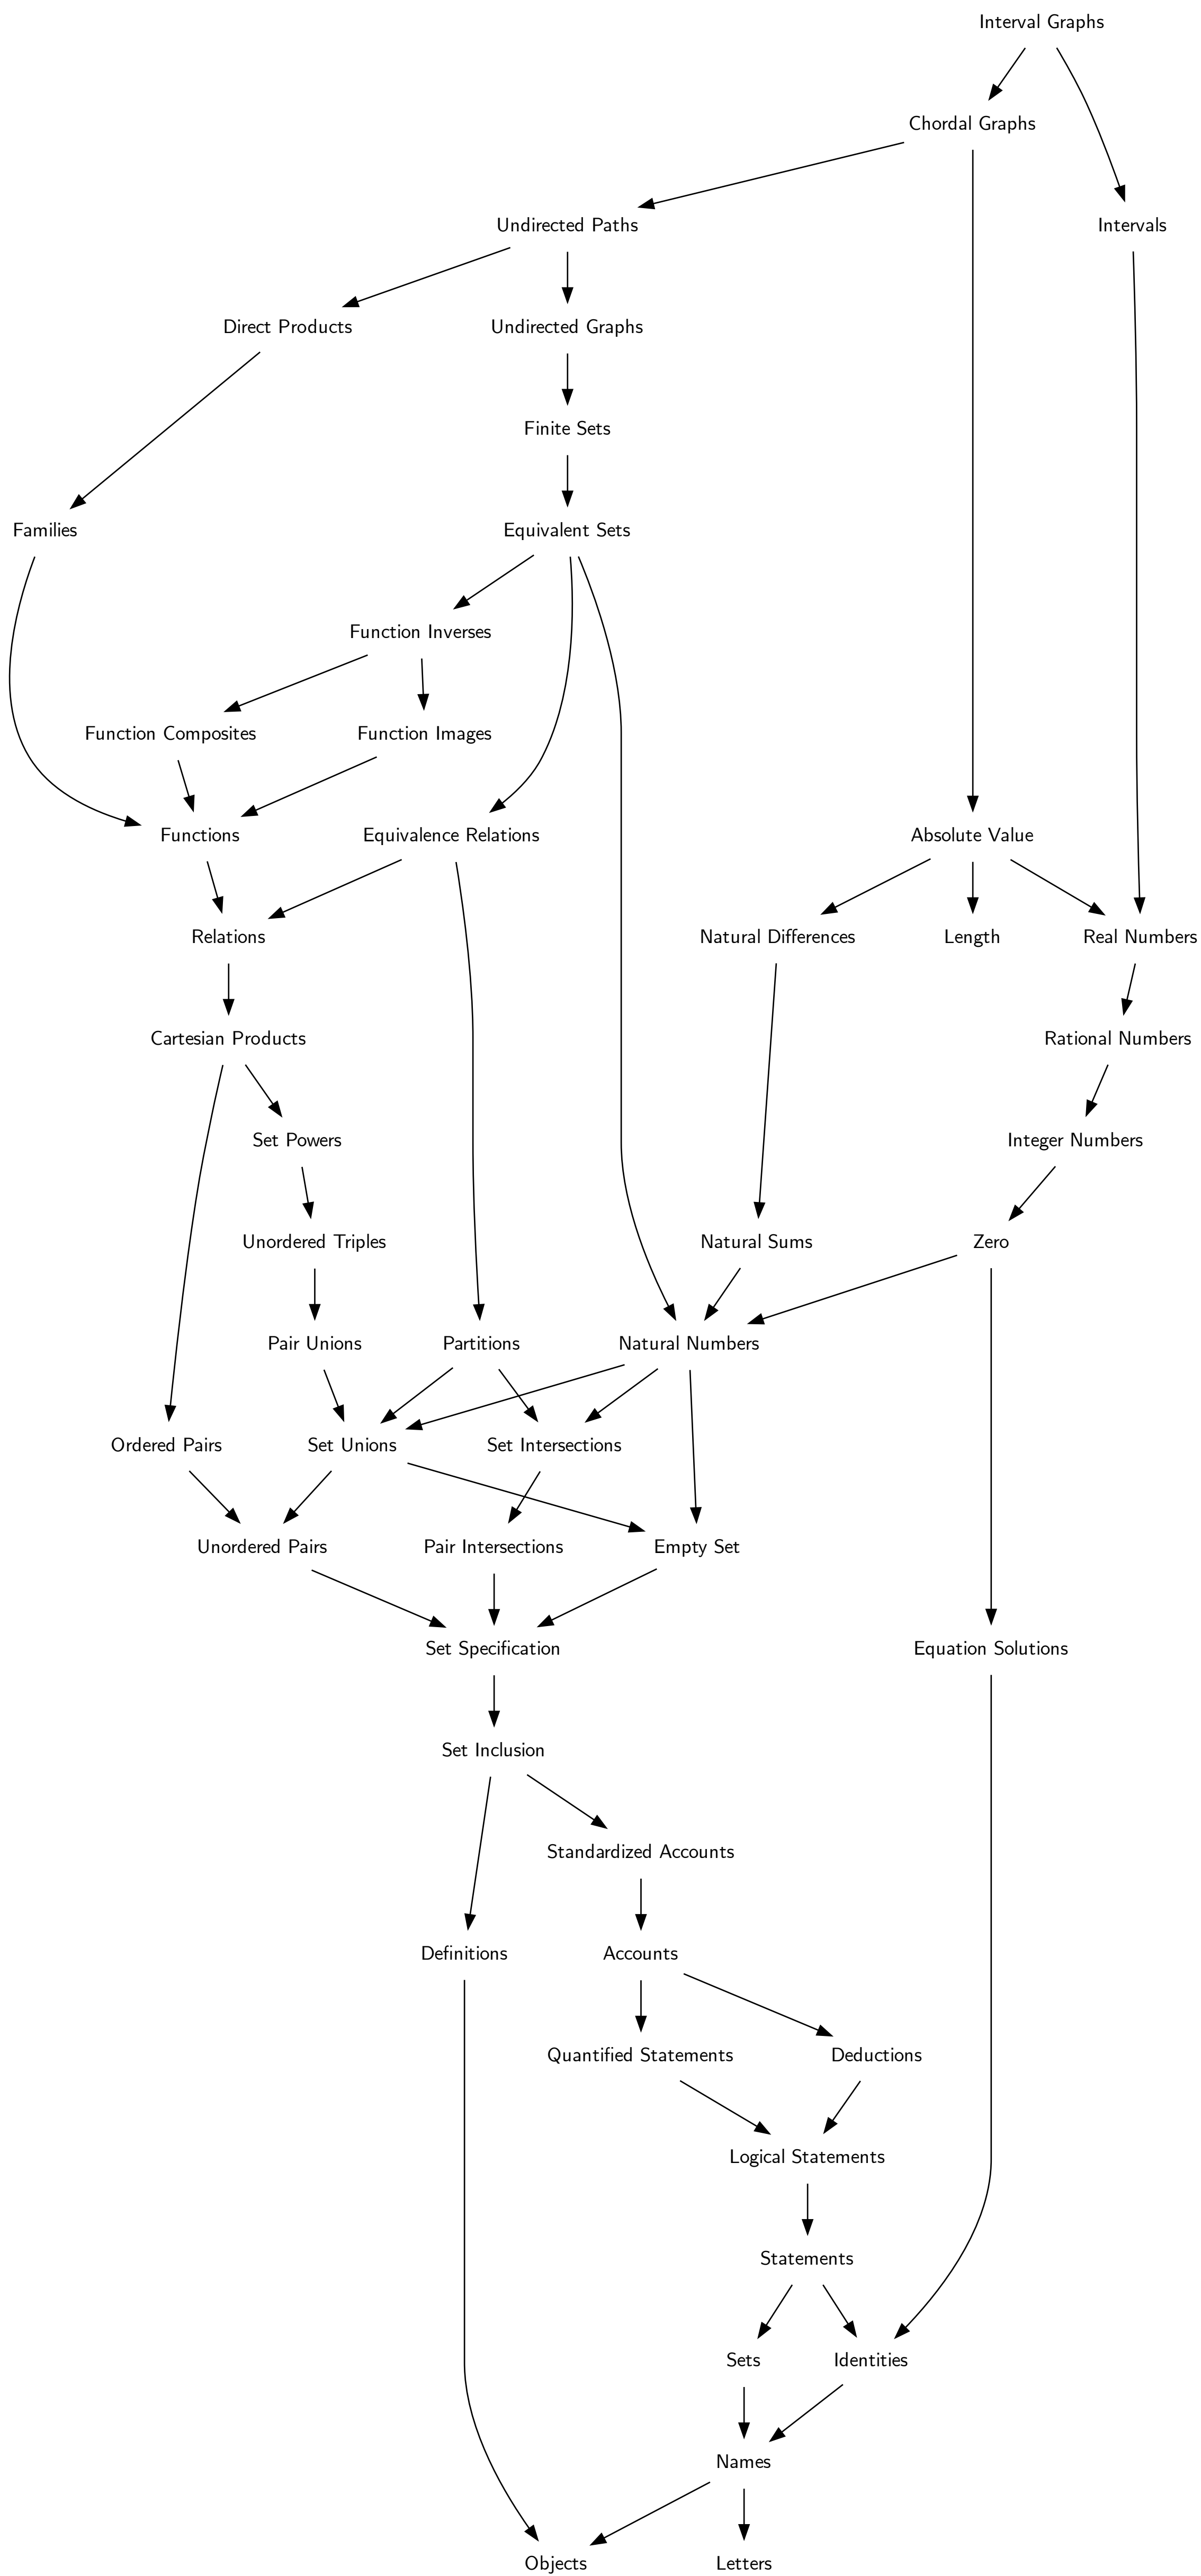 Interval Graphs
Chordal Graphs
Undirected Paths
Intervals
Direct Products
Undirected Graphs
Finite Sets
Families
Equivalent Sets
Function Inverses
Function Composites
Function Images
Functions
Equivalence Relations
Absolute Value
Relations
Natural Differences
Length
Real Numbers
Cartesian Products
Rational Numbers
Set Powers
Integer Numbers
Unordered Triples
Natural Sums
Zero
Pair Unions
Partitions
Natural Numbers
Ordered Pairs
Set Unions
Set Intersections
Unordered Pairs
Pair Intersections
Empty Set
Set Specification
Equation Solutions
Set Inclusion
Standardized Accounts
Definitions
Accounts
Quantified Statements
Deductions
Logical Statements
Statements
Sets
Identities
Names
Objects
Letters